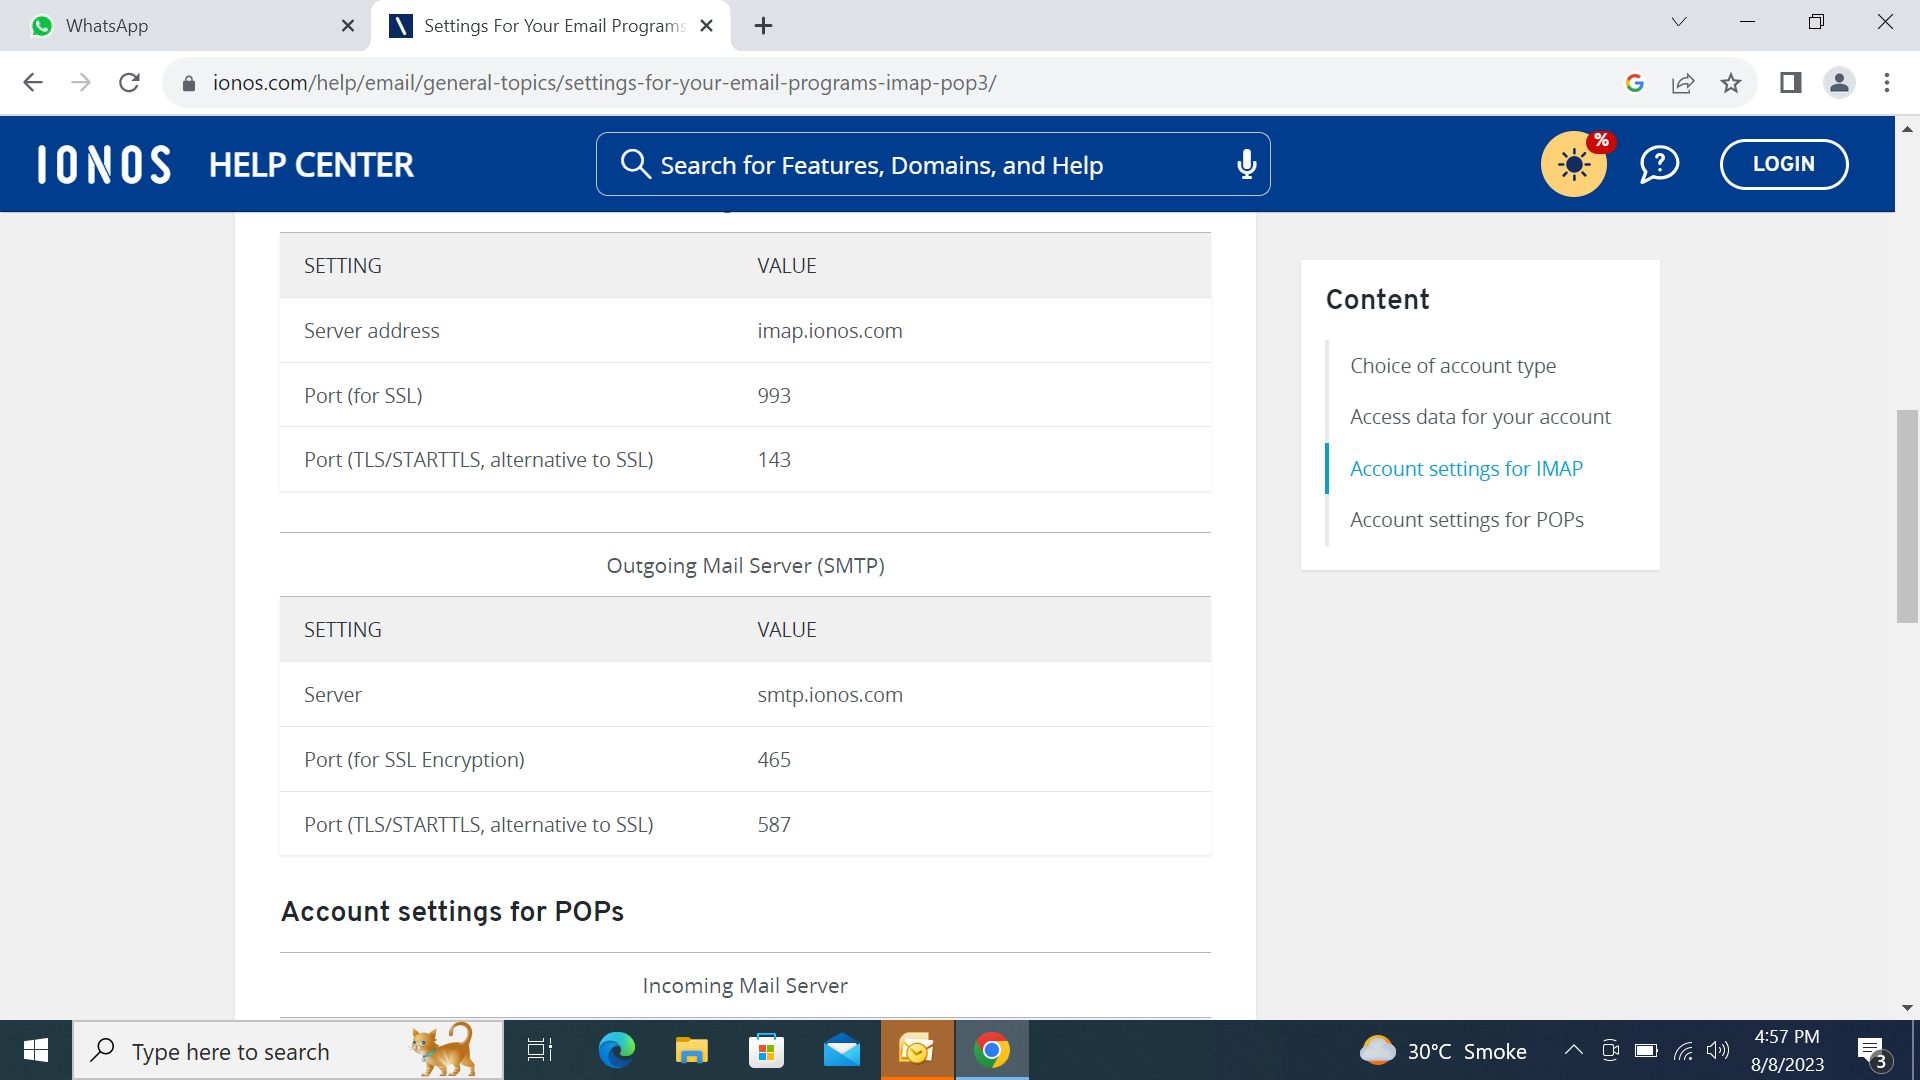 WhatsApp
Settings For Your Email Programs
ionos.com/help/email/general-topics/settings-for-your-email-programs-imap-pop3/
IONOS HELP CENTER
Search for Features, Domains, and Help
%
LOGIN
SETTING VALUE
Server address imap.ionos.com
Port (for SSL) 993
Port (TLS/STARTTLS, alternative to SSL) 143
Outgoing Mail Server (SMTP)
SETTING VALUE
Server smtp.ionos.com
Port (for SSL Encryption) 465
Port (TLS/STARTTLS, alternative to SSL) 587
Account settings for POPs
Incoming Mail Server
Content
Choice of account type
Access data for your account
Account settings for IMAP
Account settings for POPs
Type here to search
30°C Smoke
4:57 PM
8/8/2023
3